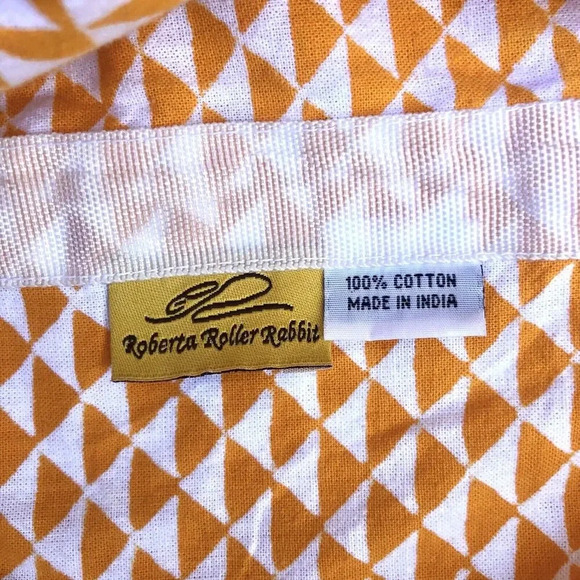 Roberta Roller Rabbit
100% COTTON
MADE IN INDIA